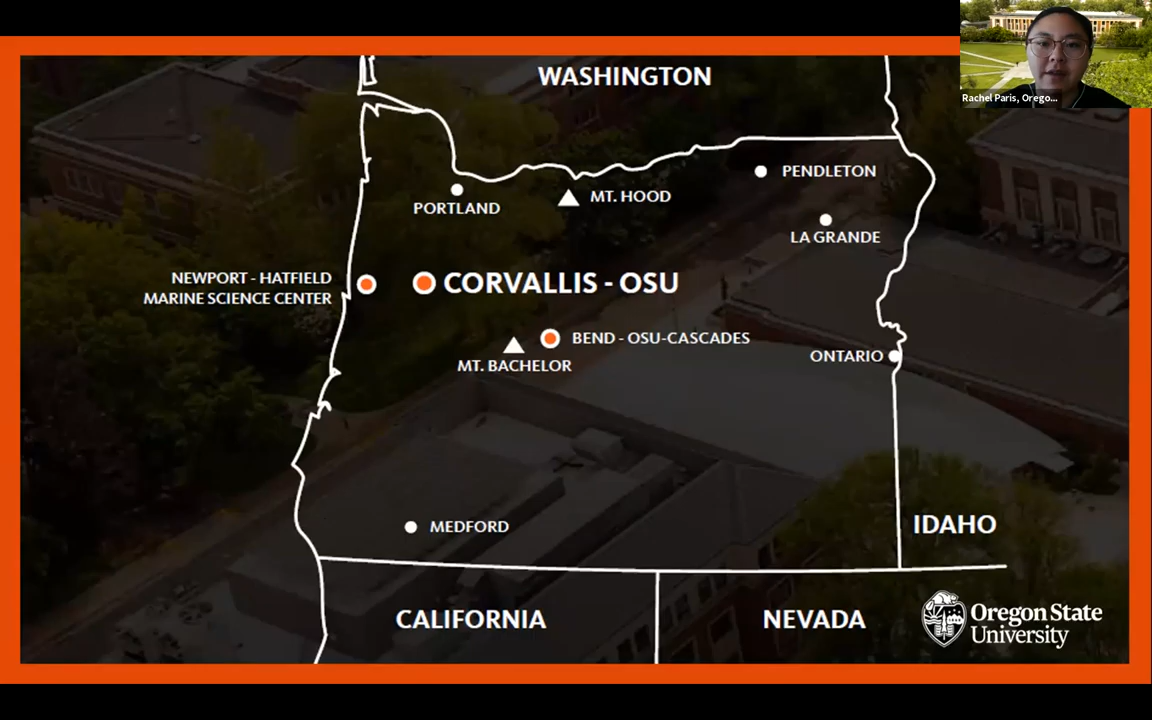 WASHINGTON
Rachel Paris, Orego...
PENDLETON
MT. HOOD
PORTLAND
LA GRANDE
NEWPORT - HATFIELD
MARINE SCIENCE CENTER
CORVALLIS - OSU
BEND - OSU-CASCADES
MT. BACHELOR
ONTARIO
MEDFORD
IDAHO
CALIFORNIA
NEVADA
Oregon State
University